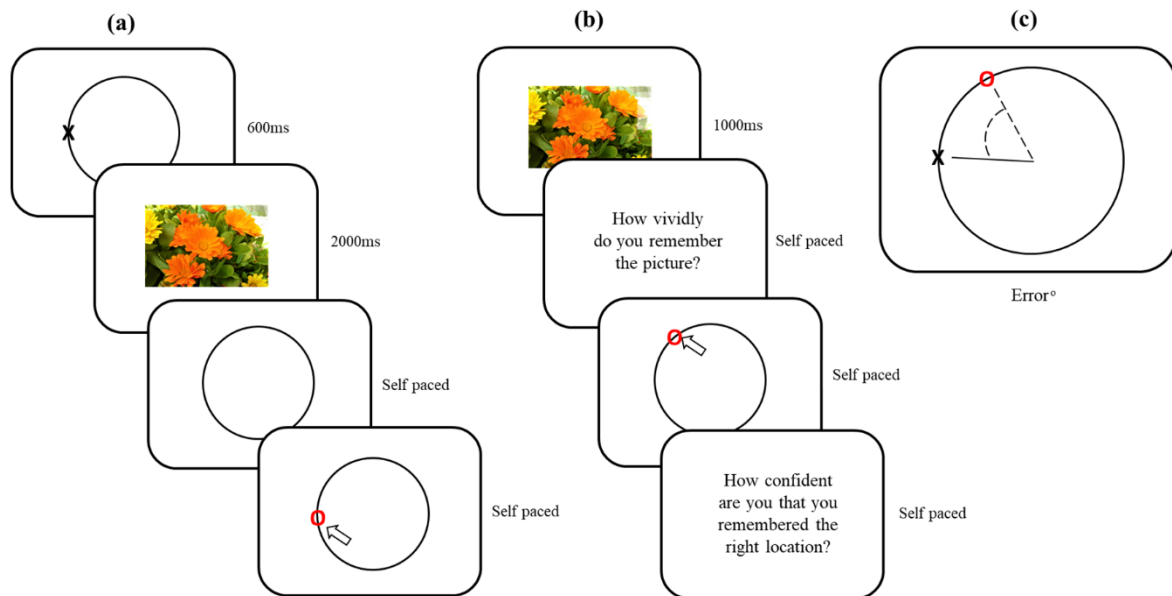 (a)
X
600ms
2000ms
Self paced
O
Self paced
(b)
1000ms
How vividly
do you remember
the picture?
Self paced
O
Self paced
How confident
are you that you
remembered the
right location?
Self paced
(c)
O
X
Error°